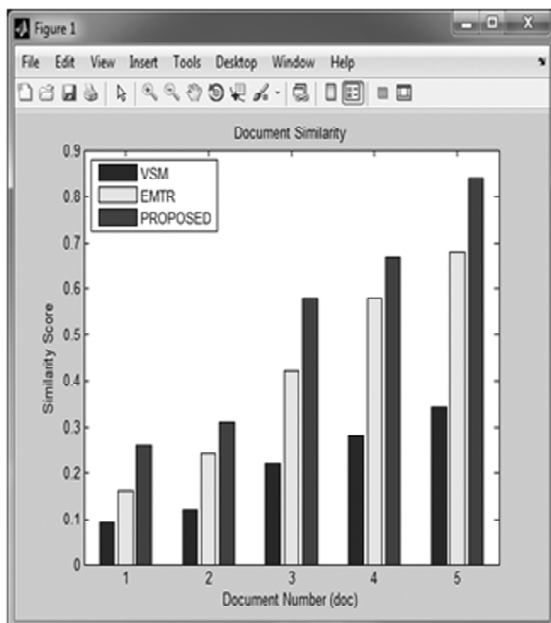 Figure 1
X
File Edit View Insert Tools Desktop Window Help
Document Similarity
VSM
EMTR
PROPOSED
0.9
0.8
0.7
0.6
0.5
0.4
0.3
0.2
0.1
0
Similarity Score
1 2 3 4 5
Document Number (doc)